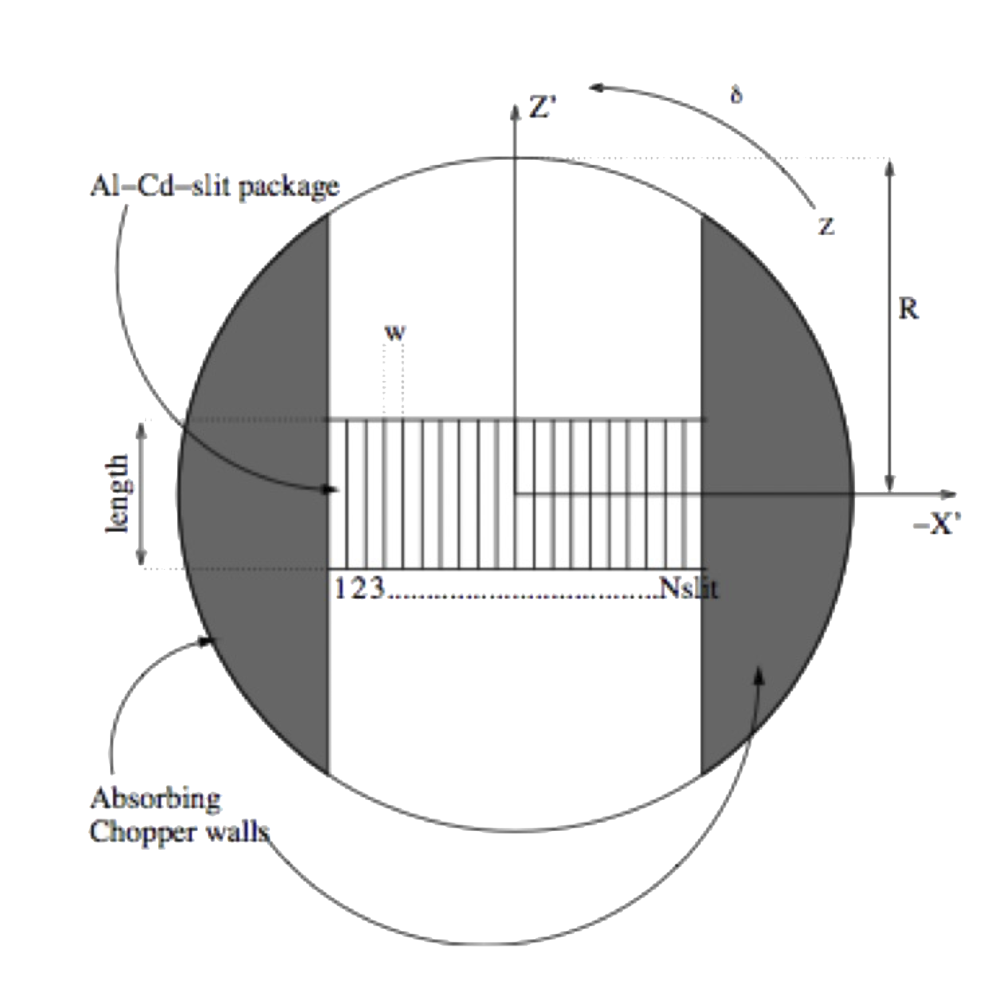 δ
Z'
Al–Cd–slit package
z
R
w
length
–X'
123..................................Nslit
Absorbing
Chopper walls